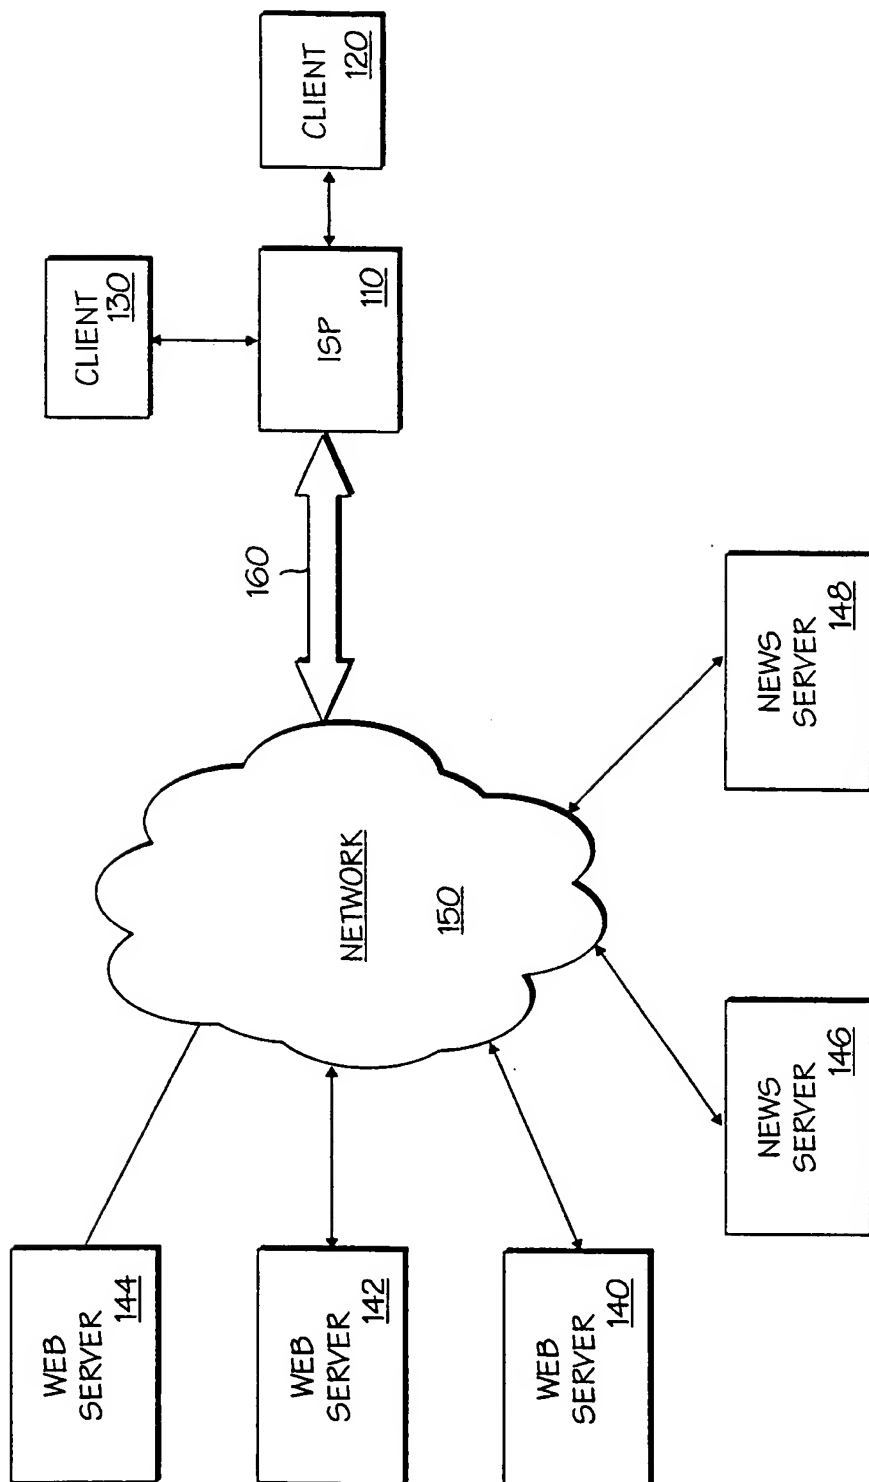 WEB
SERVER
144
WEB
SERVER
142
WEB
SERVER
140
NETWORK
150
NEWS
SERVER
146
NEWS
SERVER
148
160
CLIENT
130
ISP
110
CLIENT
120